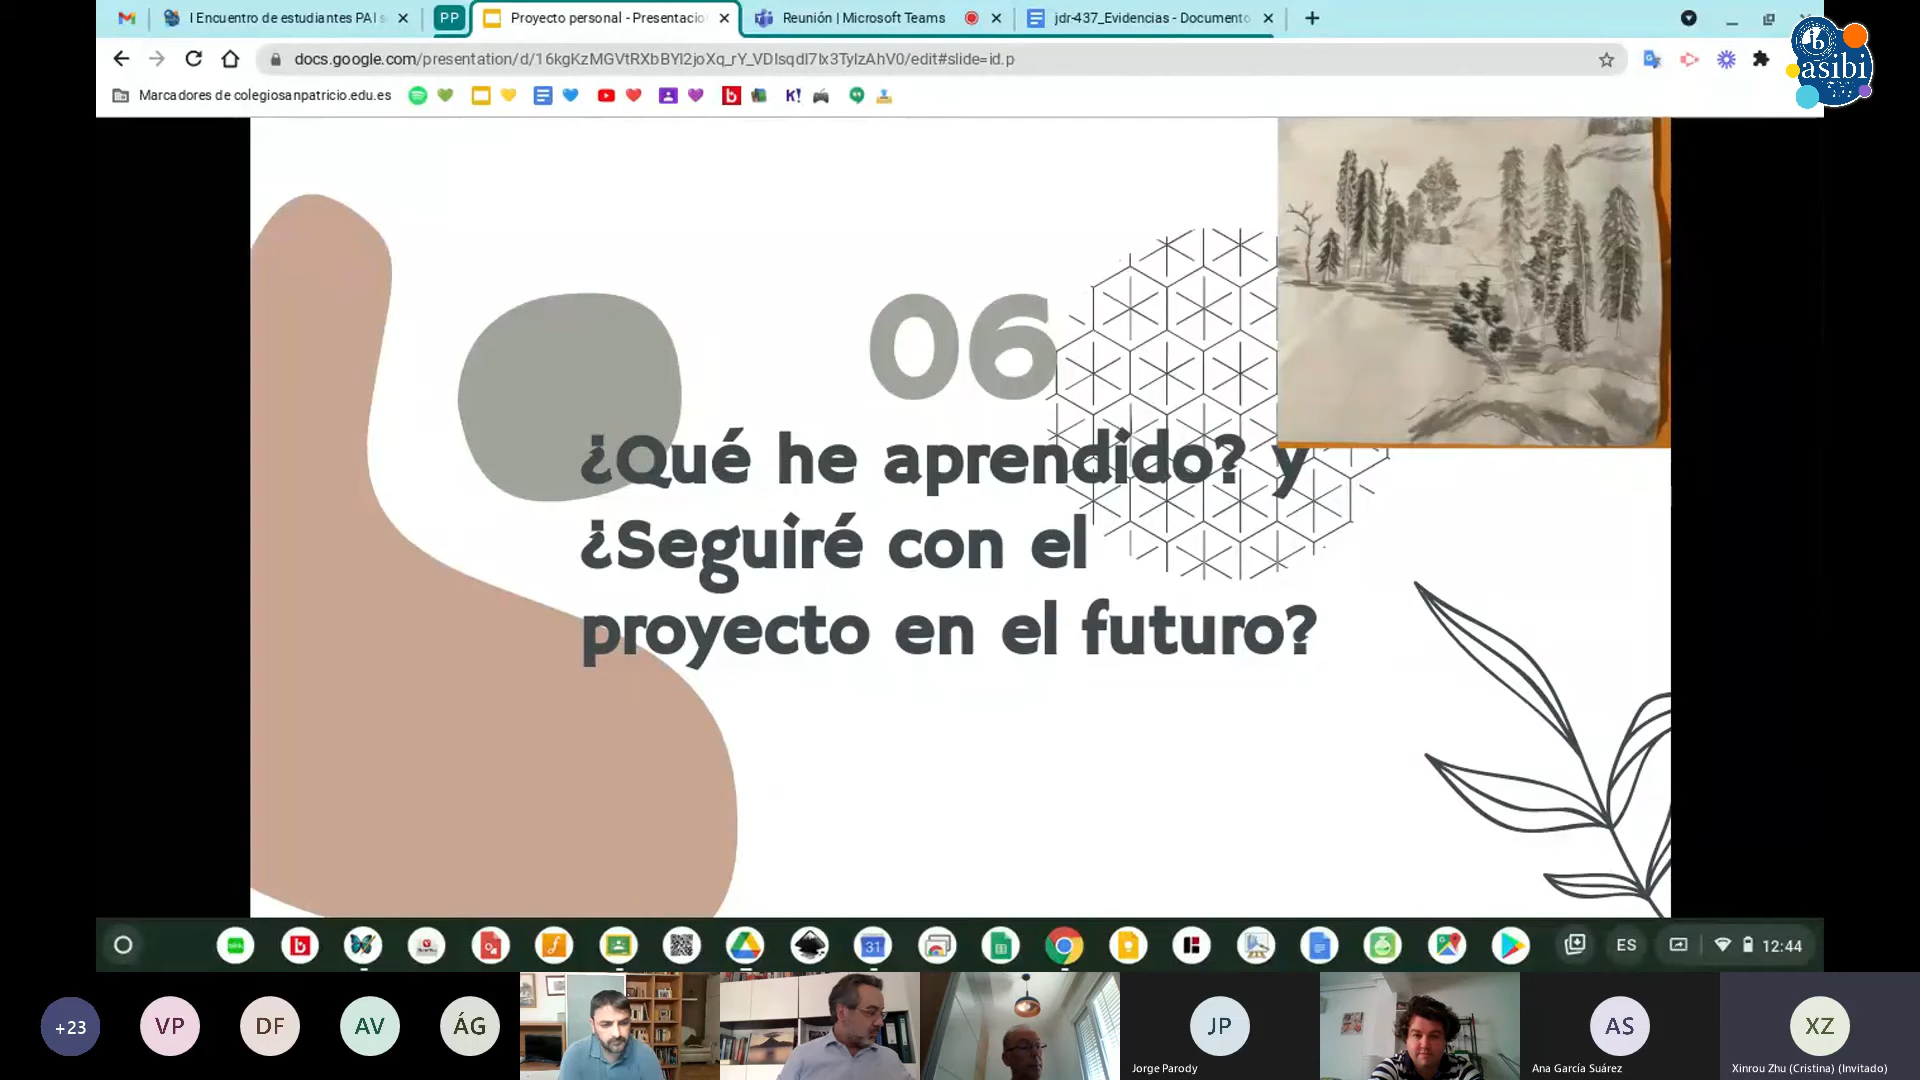 I Encuentro de estudiantes PAI s
PP
Proyecto personal - Presentacio
Reunión | Microsoft Teams
jdr-437_Evidencias - Documento
docs.google.com/presentation/d/16kgKzMGVtRXbBYl2joXq_rY_VDlsqdl7lx3TylzAhV0/edit#slide=id.p
Marcadores de colegiosanpatricio.edu.es
K!
ib
asibi
06
¿Qué he aprendido? y
¿Seguiré con el
proyecto en el futuro?
31
ES
12:44
+23
VP
DF
AV
ÁG
JP
Jorge Parody
AS
Ana García Suárez
XZ
Xinrou Zhu (Cristina) (Invitado)